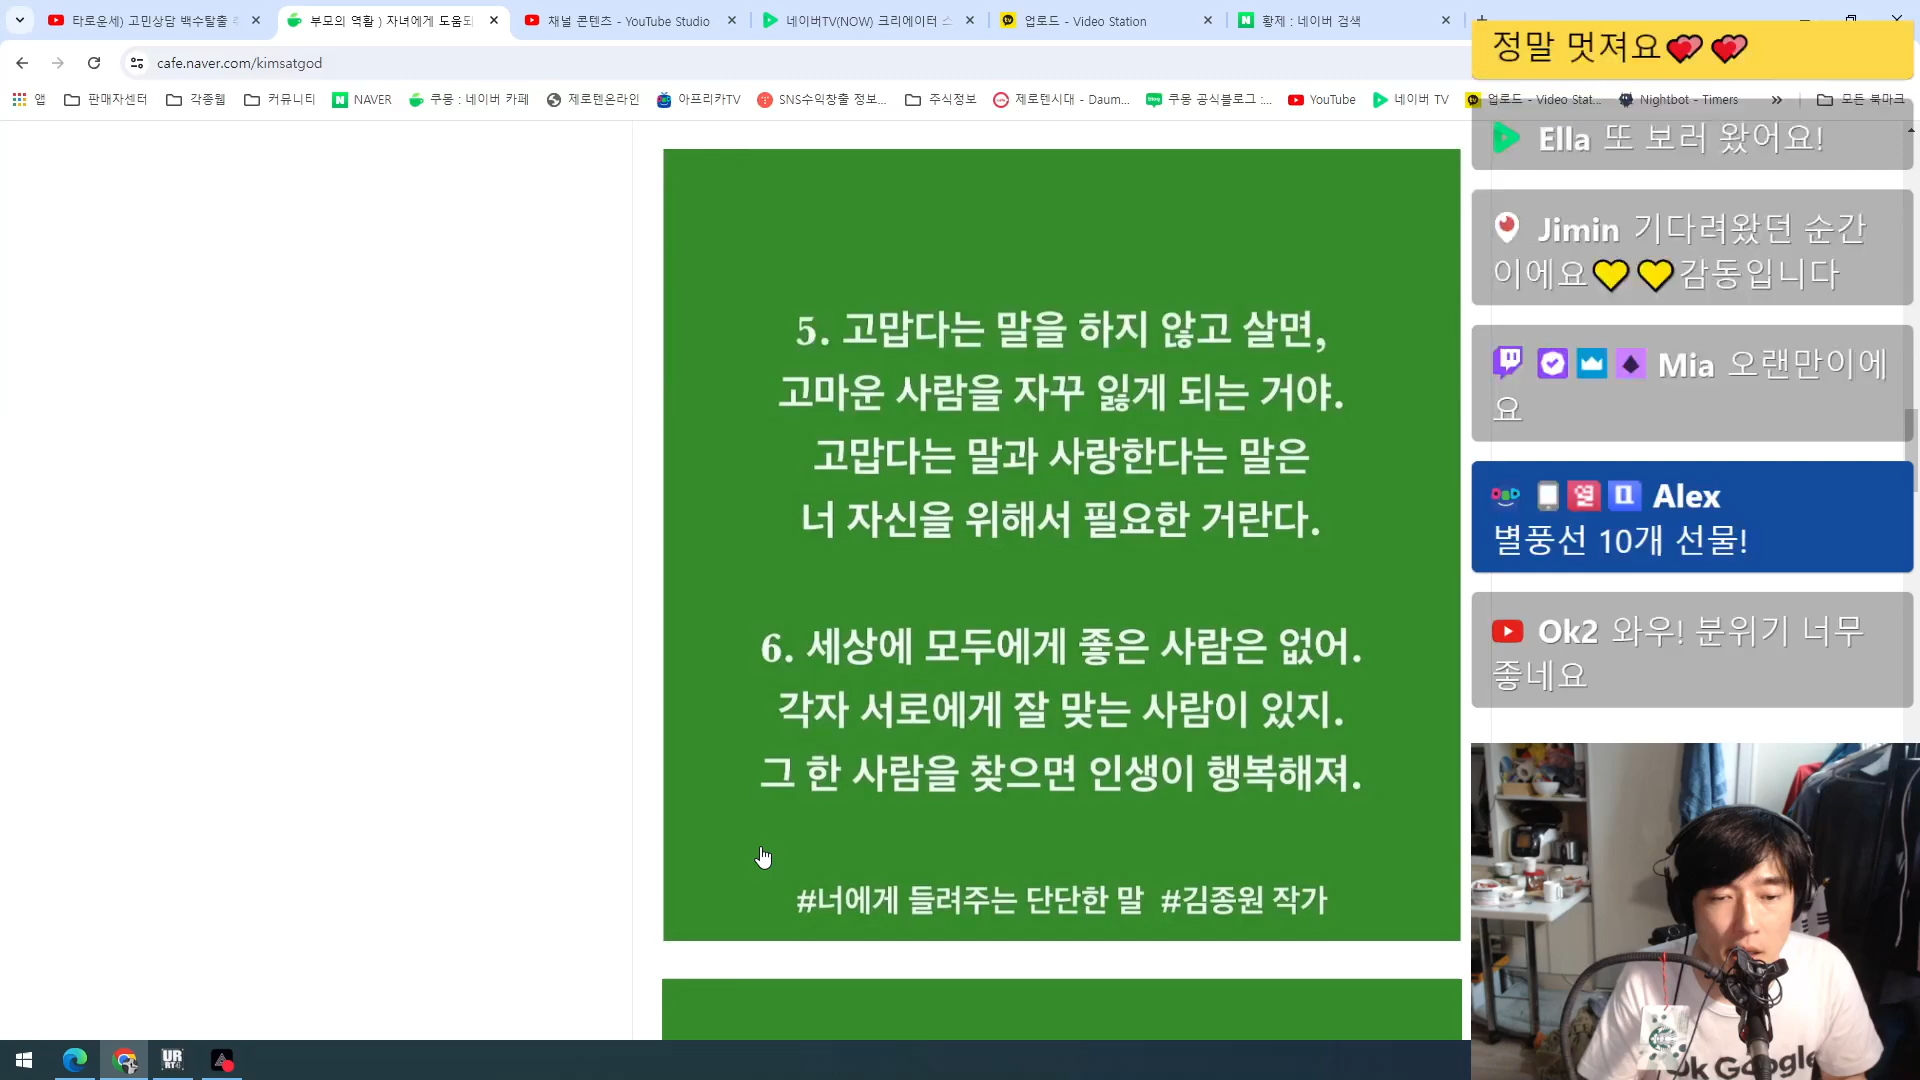 타로운세) 고민상담 백수탈출
부모의 역활 ) 자녀에게 도움되
채널 콘텐츠 - YouTube Studio
네이버TV(NOW) 크리에이터 스
업로드 - Video Station
황제 : 네이버 검색
cafe.naver.com/kimsatgod
앱
판매자센터
각종웹
커뮤니티
NAVER
쿠몽 : 네이버 카페
제로텐온라인
아프리카TV
SNS수익창출 정보...
주식정보
제로텐시대 - Daum...
쿠몽 공식블로그 :...
YouTube
네이버 TV
업로드 - Video Stat...
Nightbot - Timers
모든 북마크
5. 고맙다는 말을 하지 않고 살면,
고마운 사람을 자꾸 잃게 되는 거야.
고맙다는 말과 사랑한다는 말은
너 자신을 위해서 필요한 거란다.
6. 세상에 모두에게 좋은 사람은 없어.
각자 서로에게 잘 맞는 사람이 있지.
그 한 사람을 찾으면 인생이 행복해져.
#너에게 들려주는 단단한 말 #김종원 작가
정말 멋져요
Ella 또 보러 왔어요!
Jimin 기다려왔던 순간
이에요 감동입니다
Mia 오랜만이에
요
열 Alex
별풍선 10개 선물!
Ok2 와우! 분위기 너무
좋네요
Ok Google
UR